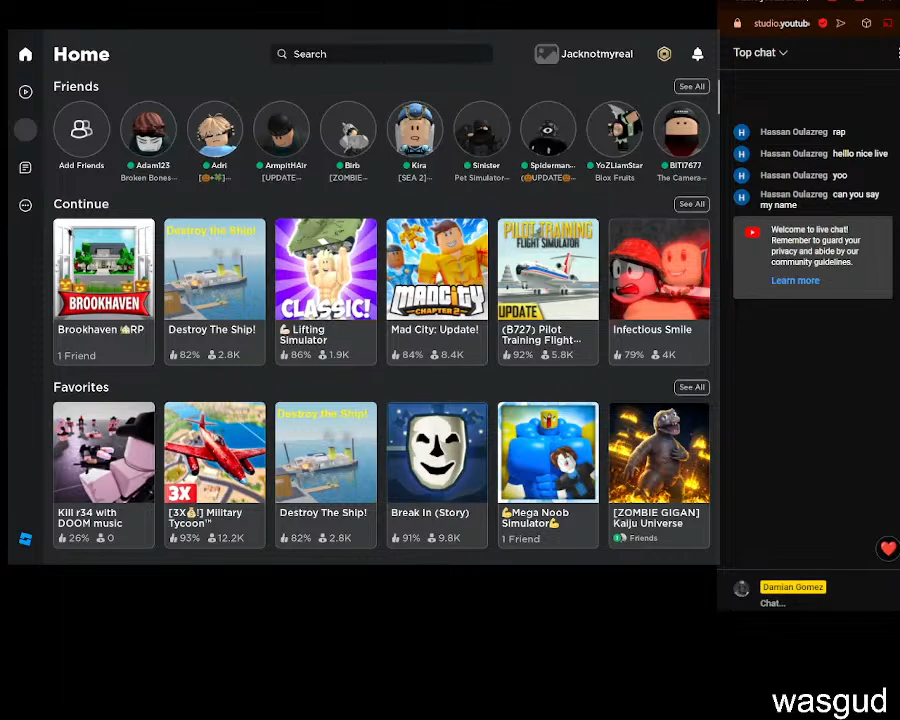 studio.youtub
Home
Search
Jacknotmyreal
Top chat
Friends
See All
Add Friends
Adam123
Broken Bones...
Adri
ArmpitHair
[UPDATE...
Birb
[ZOMBIE...
Kira
[SEA 2]...
Sinister
Pet Simulator...
Spiderman...
YoZLiamStar
Blox Fruits
BIT17677
The Camera...
Hassan Oulazreg rap
Hassan Oulazreg helllo nice live
Hassan Oulazreg yoo
Hassan Oulazreg can you say
my name
Welcome to live chat!
Remember to guard your
privacy and abide by our
community guidelines.
Learn more
Continue
See All
BROOKHAVEN
Brookhaven 🏡RP
1 Friend
Destroy the Ship!
Destroy The Ship!
82% 2.8K
CLASSIC!
💪 Lifting
Simulator
86% 1.9K
MAD CITY
CHAPTER 2
Mad City: Update!
84% 8.4K
PILOT TRAINING
FLIGHT SIMULATOR
UPDATE
(B727) Pilot
Training Flight...
92% 5.8K
Infectious Smile
79% 4K
Favorites
See All
Kill r34 with
DOOM music
26% 0
3X
[3X💰!] Military
Tycoon™
93% 12.2K
Destroy the Ship!
Destroy The Ship!
82% 2.8K
Break In (Story)
91% 9.8K
💪Mega Noob
Simulator💪
1 Friend
[ZOMBIE GIGAN]
Kaiju Universe
Friends
Damian Gomez
Chat...
wasgud